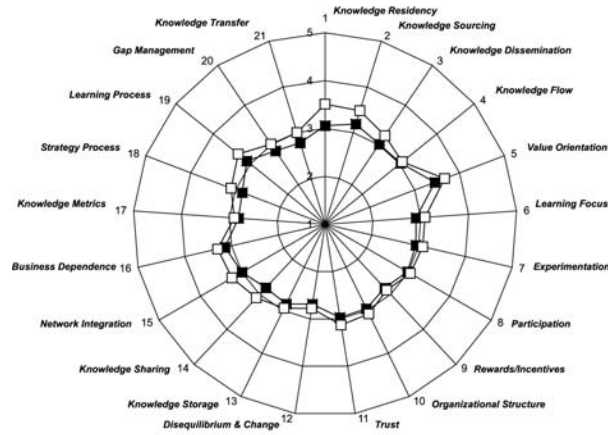 1 Knowledge Residency
2 Knowledge Sourcing
3 Knowledge Dissemination
4 Knowledge Flow
5 Value Orientation
6 Learning Focus
7 Experimentation
8 Participation
9 Rewards/Incentives
10 Organizational Structure
11 Trust
12 Disequilibrium & Change
13 Knowledge Storage
14 Knowledge Sharing
15 Network Integration
16 Business Dependence
17 Knowledge Metrics
18 Strategy Process
19 Learning Process
20 Gap Management
21 Knowledge Transfer
5
4
3
2
1